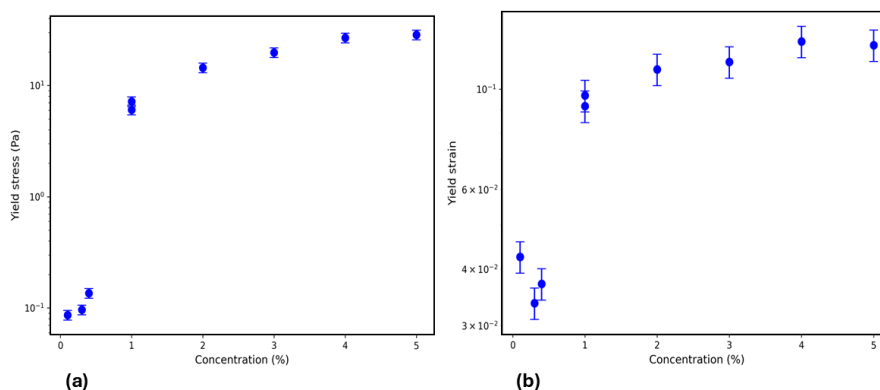 Yield stress (Pa)
10¹
10⁰
10⁻¹
0 1 2 3 4 5
Concentration (%)
(a)
Yield strain
10⁻¹
6 × 10⁻²
4 × 10⁻²
3 × 10⁻²
0 1 2 3 4 5
Concentration (%)
(b)